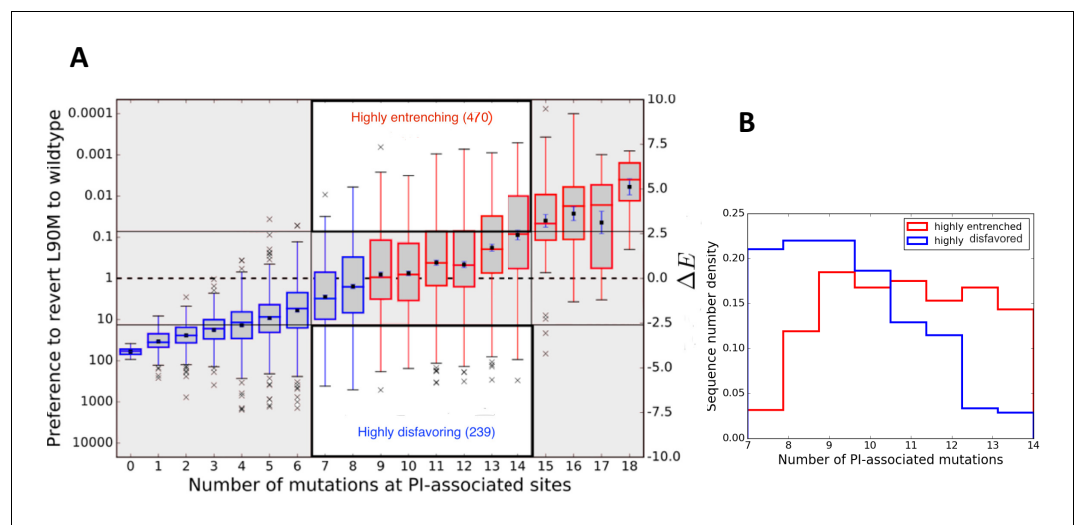 A
Preference to revert L90M to wildtype
0.0001
0.001
0.01
0.1
1
10
100
1000
10000
Highly entrenching (470)
Highly disfavoring (239)
10.0
7.5
5.0
2.5
0.0
-2.5
-5.0
-7.5
-10.0
ΔE
0 1 2 3 4 5 6 7 8 9 10 11 12 13 14 15 16 17 18
Number of mutations at PI-associated sites
B
Sequence number density
0.25
0.20
0.15
0.10
0.05
0.00
highly entrenched
highly disfavored
7 8 9 10 11 12 13 14
Number of PI-associated mutations